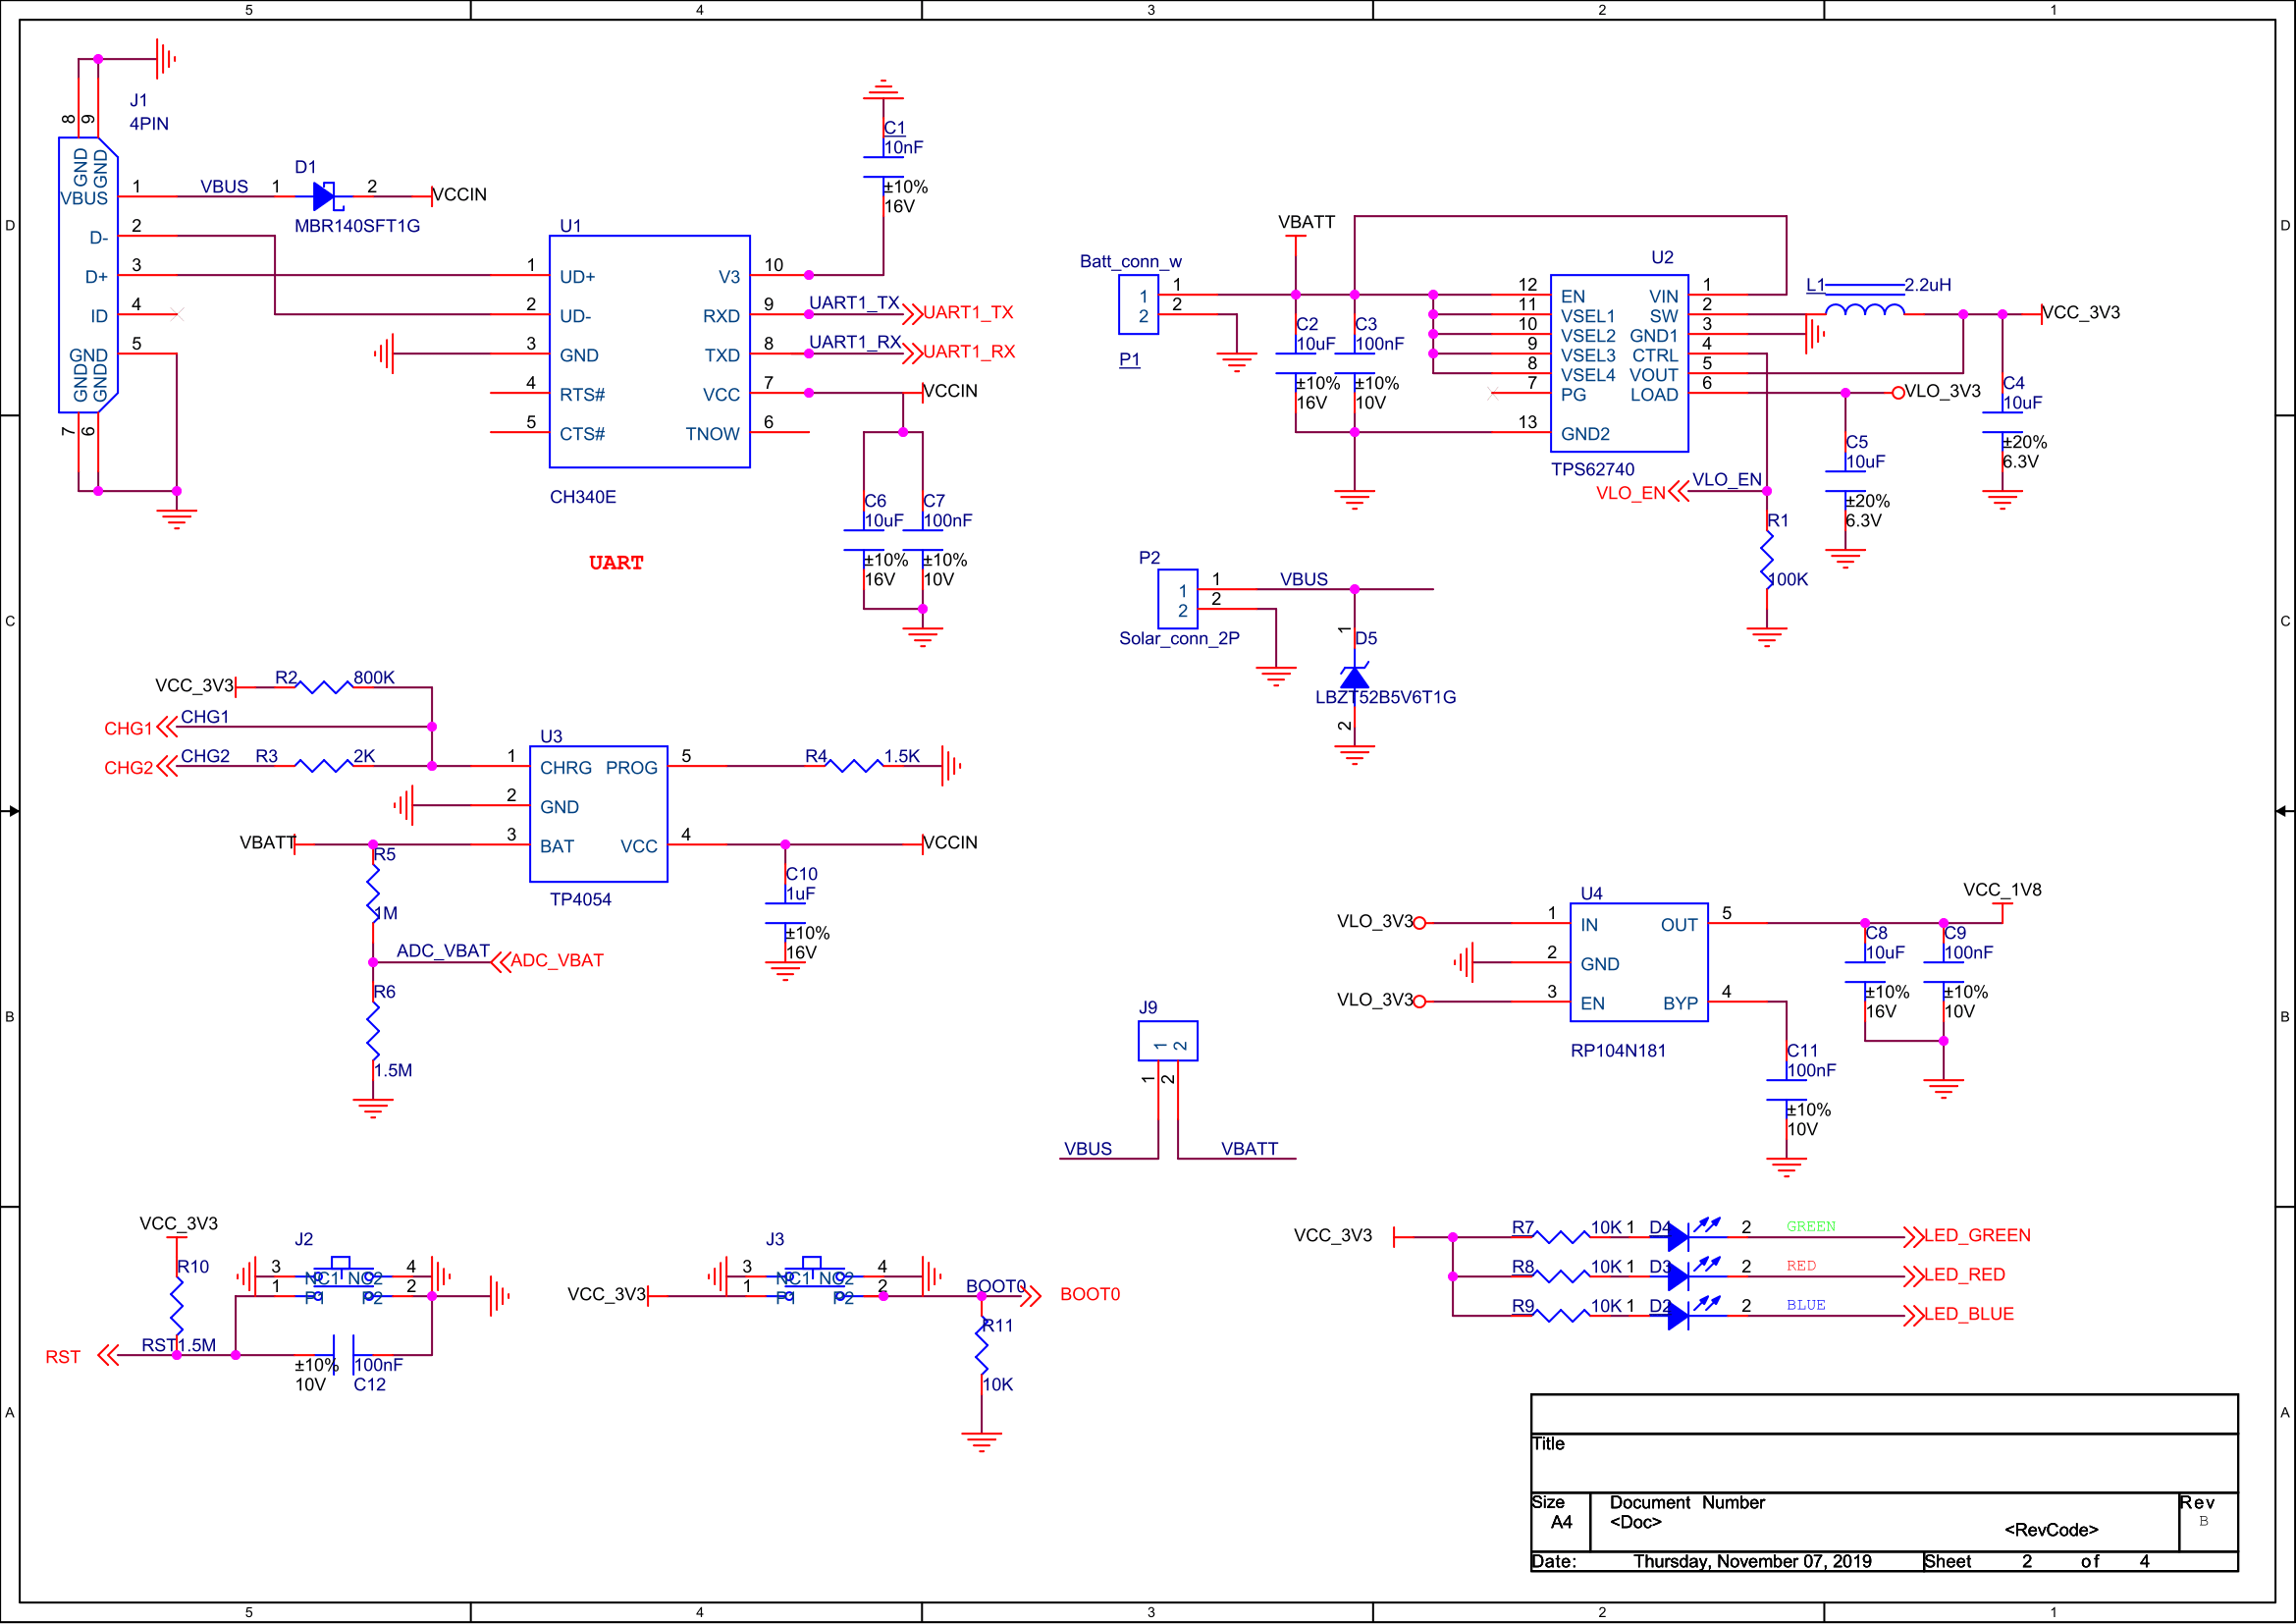 5 4 3 2 1
D
C
B
A
J1
4PIN
8 9
GND
GND
VBUS 1 VBUS 1 2 VCCIN
D1
MBR140SFT1G
D- 2
D+ 3
ID 4
GND 5
GND
GND
7 6
U1
1 UD+ V3 10
2 UD- RXD 9 UART1_TX UART1_TX
3 GND TXD 8 UART1_RX UART1_RX
4 RTS# VCC 7 VCCIN
5 CTS# TNOW 6
CH340E
UART
C1
10nF
±10%
16V
C6
10uF
±10%
16V
C7
100nF
±10%
10V
VBATT
Batt_conn_w
1 1
2 2
P1
C2
10uF
±10%
16V
C3
100nF
±10%
10V
U2
12 EN VIN 1
11 VSEL1 SW 2
10 VSEL2 GND1 3
9 VSEL3 CTRL 4
8 VSEL4 VOUT 5
7 PG LOAD 6
13 GND2
TPS62740
L1 2.2uH
VCC_3V3
VLO_3V3
C4
10uF
±20%
6.3V
C5
10uF
±20%
6.3V
VLO_EN VLO_EN
R1
100K
P2
1 1 VBUS
2 2
Solar_conn_2P
1
D5
LBZT52B5V6T1G
2
VCC_3V3 R2 800K
CHG1 CHG1
CHG2 CHG2 R3 2K
U3
1 CHRG PROG 5
2 GND
3 BAT VCC 4
TP4054
R4 1.5K
VBATT
VCCIN
R5
1M
ADC_VBAT ADC_VBAT
R6
1.5M
C10
1uF
±10%
16V
U4
VLO_3V3 1 IN OUT 5
2 GND
VLO_3V3 3 EN BYP 4
RP104N181
VCC_1V8
C8
10uF
±10%
16V
C9
100nF
±10%
10V
C11
100nF
±10%
10V
J9
1 2
1 2
VBUS VBATT
VCC_3V3
J2
R10
3 NC1 NC2 4
1 P1 P2 2
RST RST 1.5M
±10% 100nF
10V C12
J3
3 NC1 NC2 4
VCC_3V3 1 P1 P2 2 BOOT0 BOOT0
R11
10K
VCC_3V3 R7 10K 1 D4 2 GREEN LED_GREEN
R8 10K 1 D3 2 RED LED_RED
R9 10K 1 D2 2 BLUE LED_BLUE
Title
Size Document Number Rev
A4 <Doc> <RevCode> B
Date: Thursday, November 07, 2019 Sheet 2 of 4
D
C
B
A
5 4 3 2 1